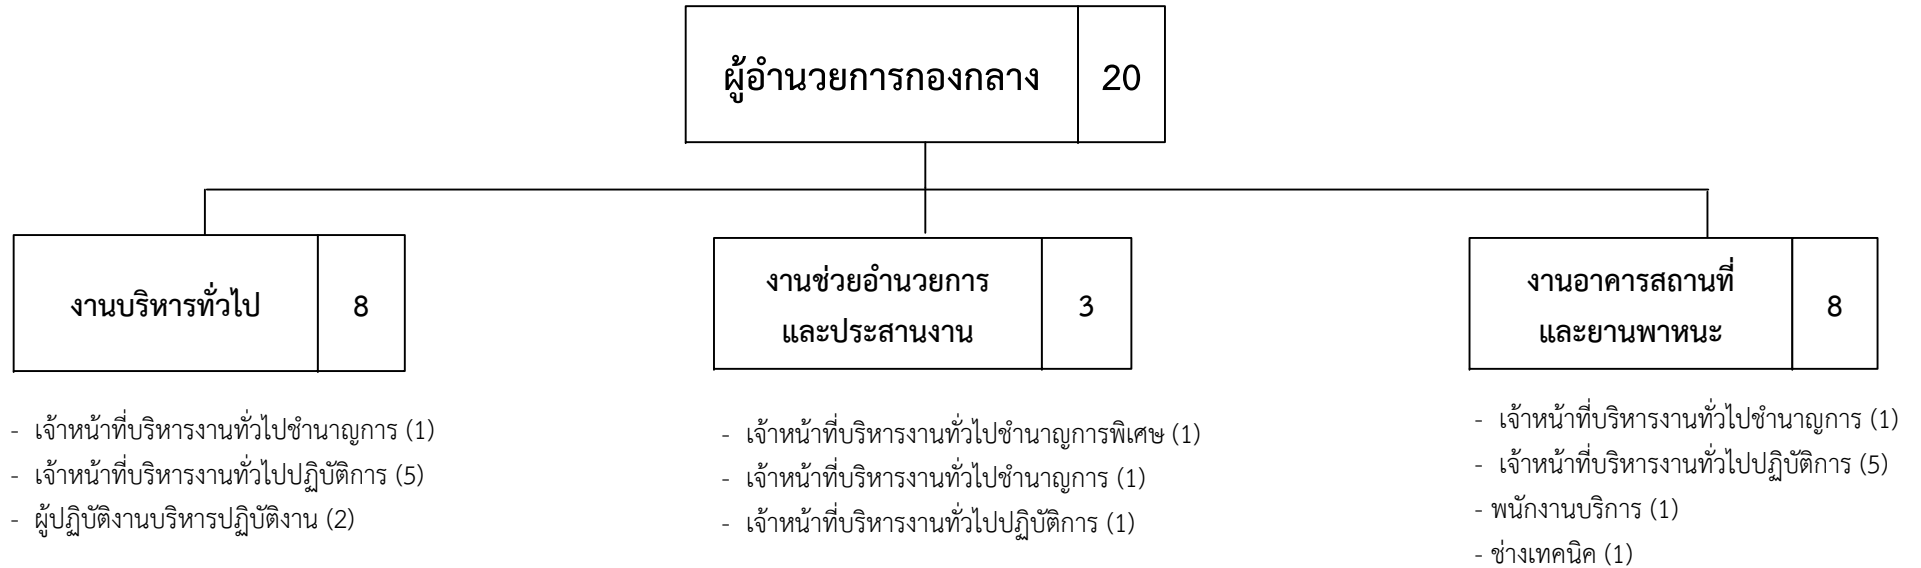 ผู้อำนวยการกองกลาง 20
งานบริหารทั่วไป 8
- เจ้าหน้าที่บริหารงานทั่วไปชำนาญการ (1)
- เจ้าหน้าที่บริหารงานทั่วไปปฏิบัติการ (5)
- ผู้ปฏิบัติงานบริหารปฏิบัติงาน (2)
งานช่วยอำนวยการ
และประสานงาน
3
- เจ้าหน้าที่บริหารงานทั่วไปชำนาญการพิเศษ (1)
- เจ้าหน้าที่บริหารงานทั่วไปชำนาญการ (1)
- เจ้าหน้าที่บริหารงานทั่วไปปฏิบัติการ (1)
งานอาคารสถานที่
และยานพาหนะ
8
- เจ้าหน้าที่บริหารงานทั่วไปชำนาญการ (1)
- เจ้าหน้าที่บริหารงานทั่วไปปฏิบัติการ (5)
- พนักงานบริการ (1)
- ช่างเทคนิค (1)